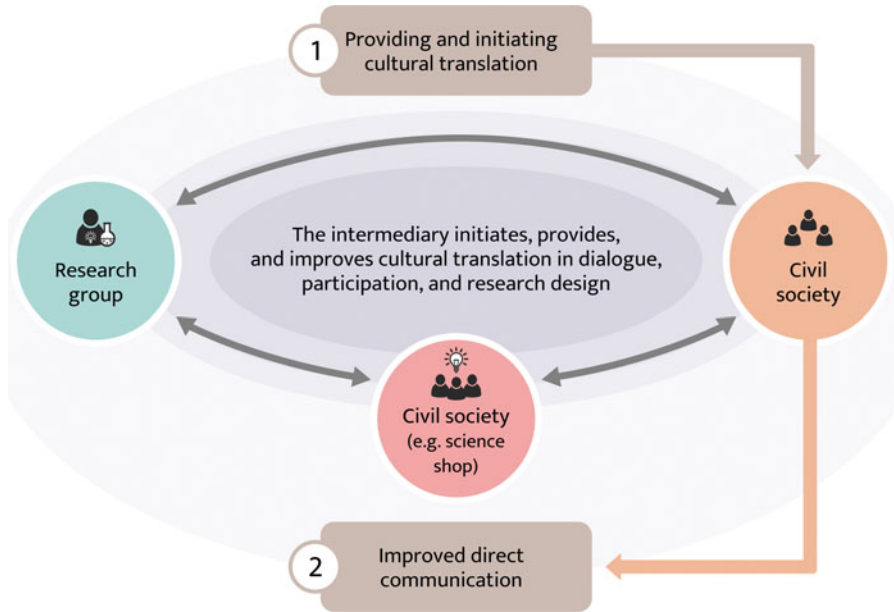 1
Providing and initiating
cultural translation
The intermediary initiates, provides,
and improves cultural translation in dialogue,
participation, and research design
Research
group
Civil
society
Civil society
(e.g. science
shop)
2
Improved direct
communication